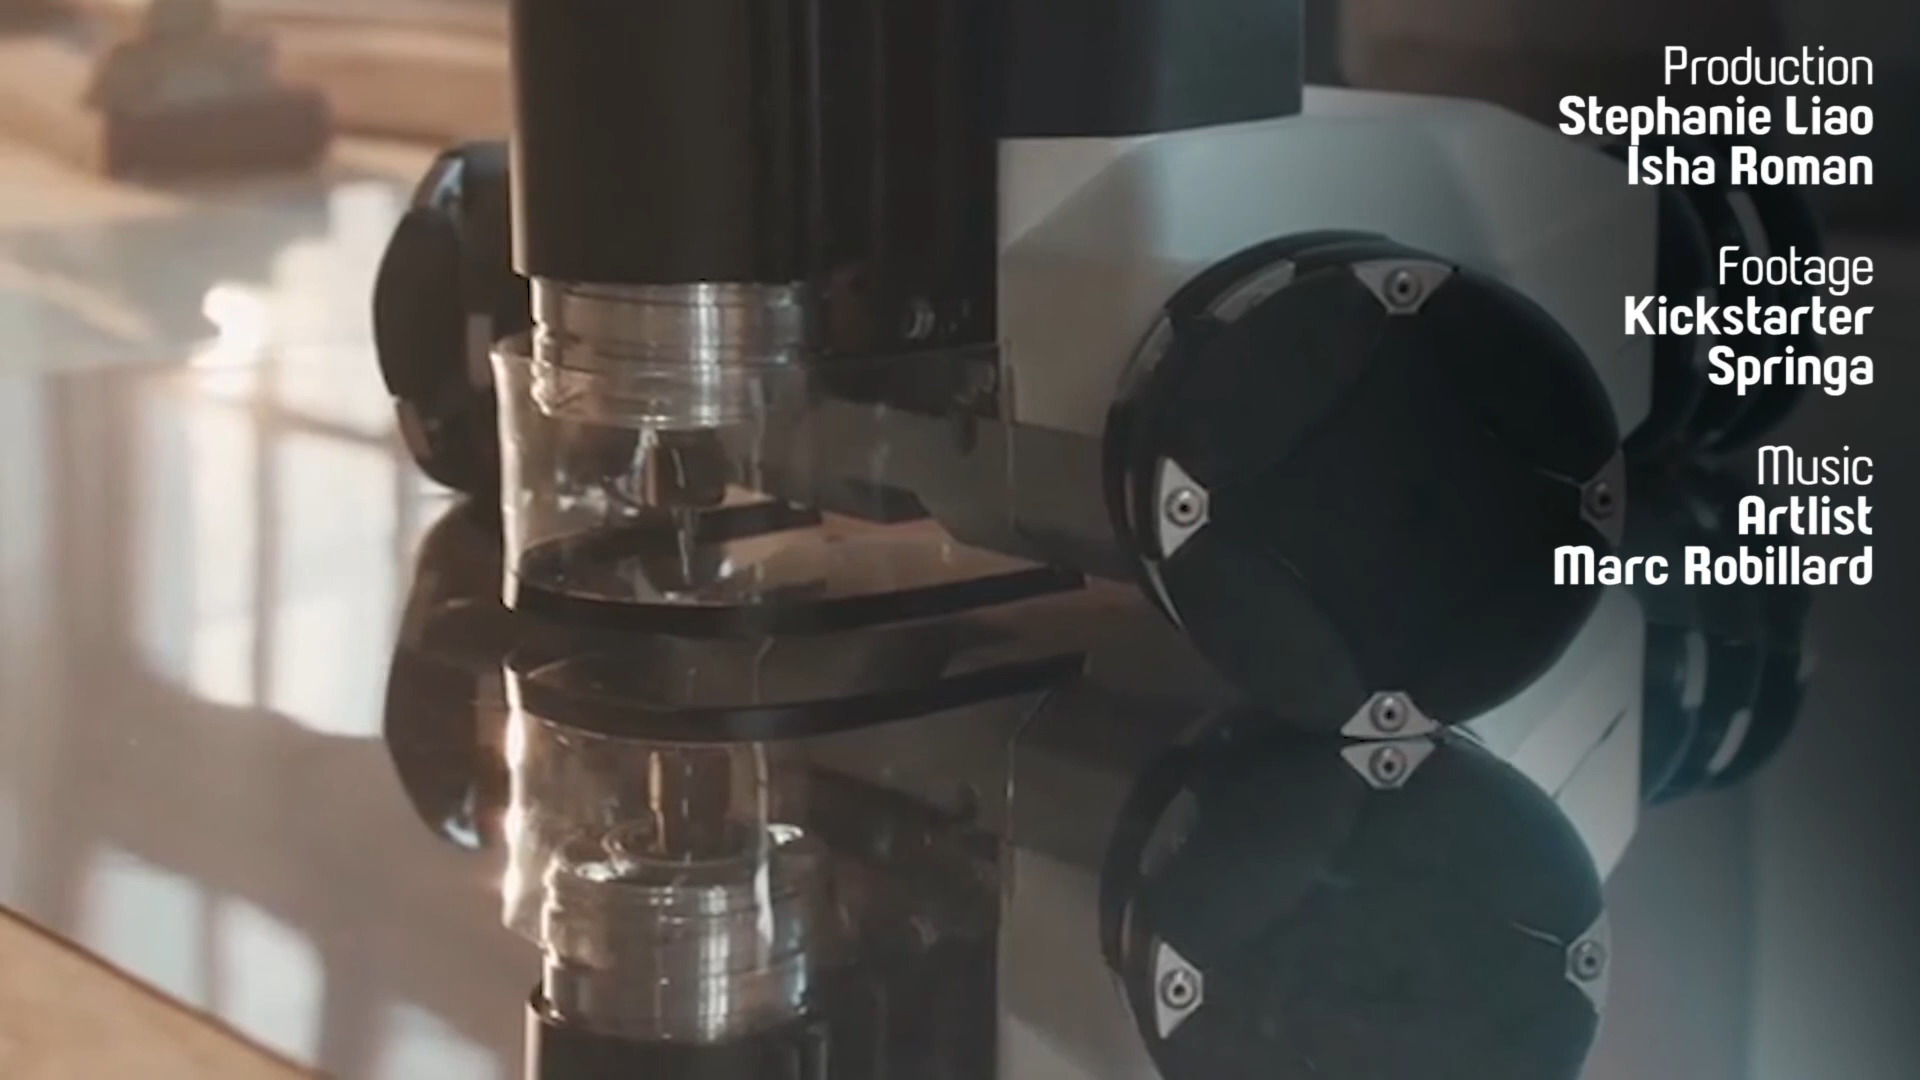 Production
Stephanie Liao
Isha Roman
Footage
Kickstarter
Springa
Music
Artlist
Marc Robillard